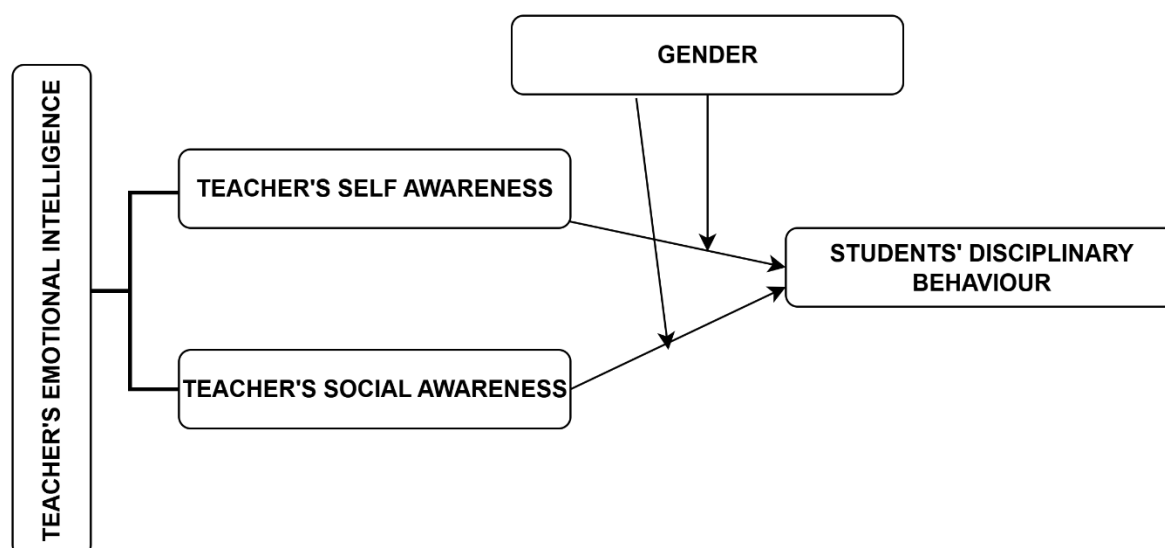 GENDER
TEACHER'S EMOTIONAL INTELLIGENCE
TEACHER'S SELF AWARENESS
STUDENTS' DISCIPLINARY
BEHAVIOUR
TEACHER'S SOCIAL AWARENESS